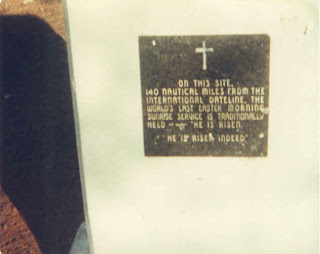 ON THIS SITE,
140 NAUTICAL MILES FROM THE
INTERNATIONAL DATELINE, THE
WORLD'S LAST EASTER MORNING
SUNRISE SERVICE IS TRADITIONALLY
HELD — "HE IS RISEN.
"HE IS RISEN INDEED"